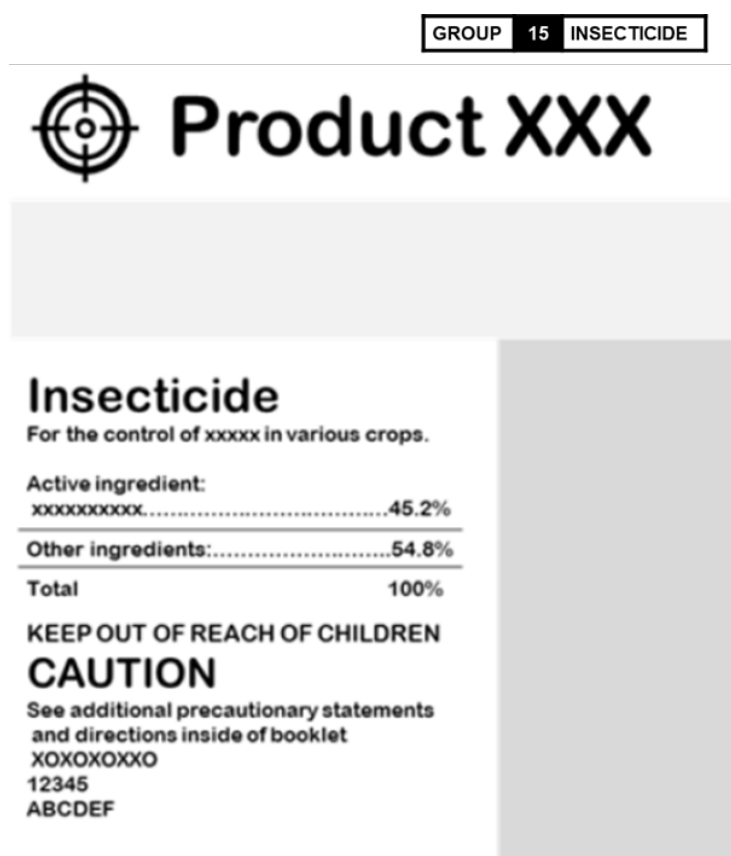 GROUP 15 INSECTICIDE
Product XXX
Insecticide
For the control of xxxxx in various crops.
Active ingredient:
xxxxxxxxxx....................................45.2%
Other ingredients:..........................54.8%
Total 100%
KEEP OUT OF REACH OF CHILDREN
CAUTION
See additional precautionary statements
and directions inside of booklet
XOXOXOXXO
12345
ABCDEF